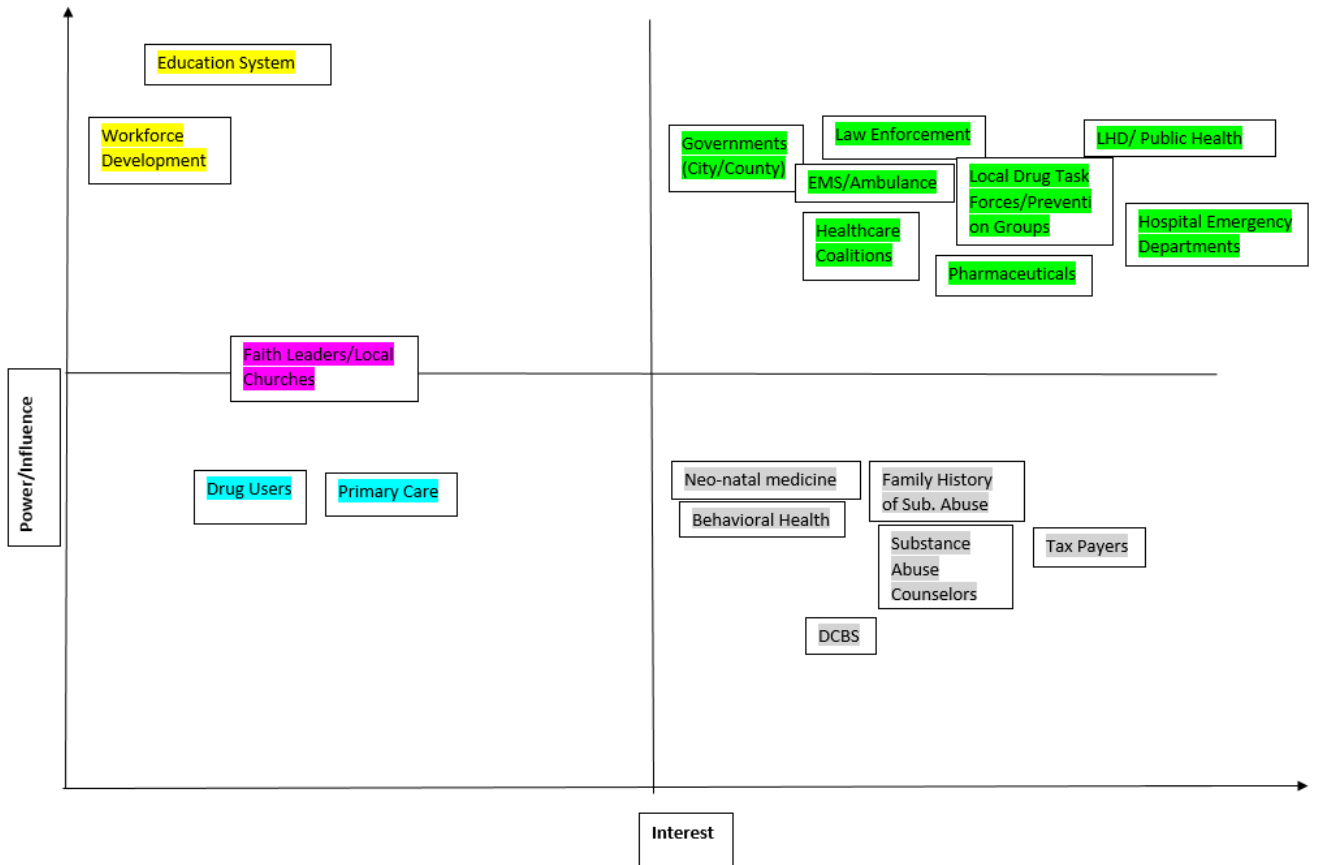 Education System
Workforce
Development
Governments
(City/County)
Law Enforcement
LHD/ Public Health
EMS/Ambulance
Local Drug Task
Forces/Preventi
on Groups
Healthcare
Coalitions
Hospital Emergency
Departments
Pharmaceuticals
Faith Leaders/Local
Churches
Power/Influence
Drug Users
Primary Care
Neo-natal medicine
Family History
of Sub. Abuse
Behavioral Health
Substance
Abuse
Counselors
Tax Payers
DCBS
Interest